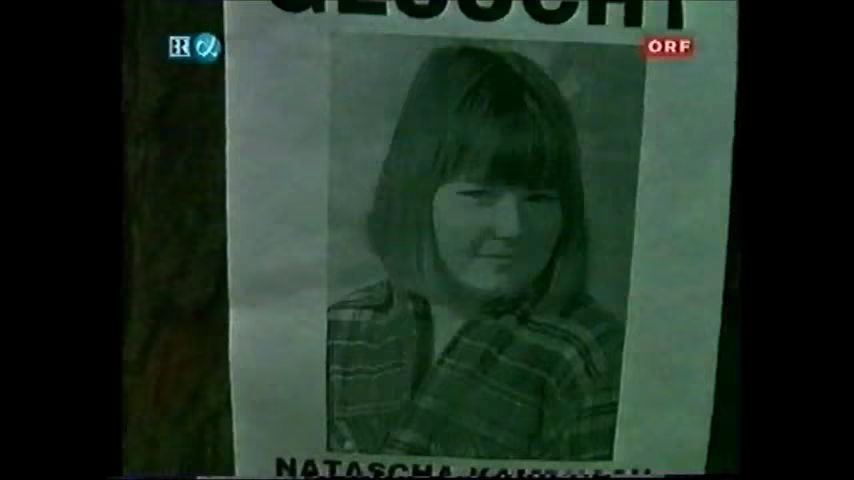 GESUCHT
BR α
ORF
NATASCHA